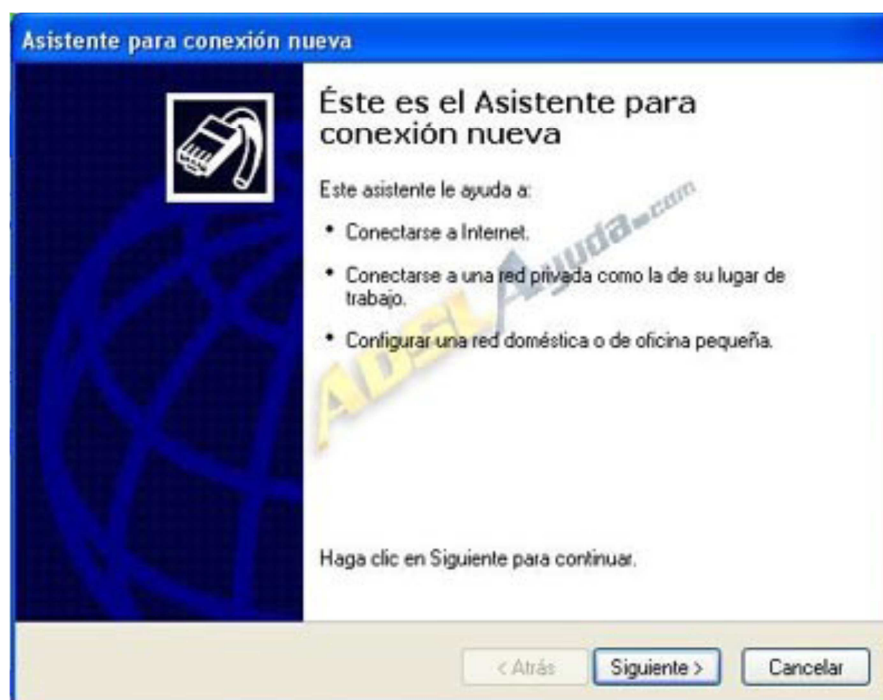 Asistente para conexión nueva
Éste es el Asistente para
conexión nueva
Este asistente le ayuda a:
• Conectarse a Internet.
• Conectarse a una red privada como la de su lugar de
trabajo.
• Configurar una red doméstica o de oficina pequeña.
ADSLAyuda.com
Haga clic en Siguiente para continuar.
< Atrás
Siguiente >
Cancelar